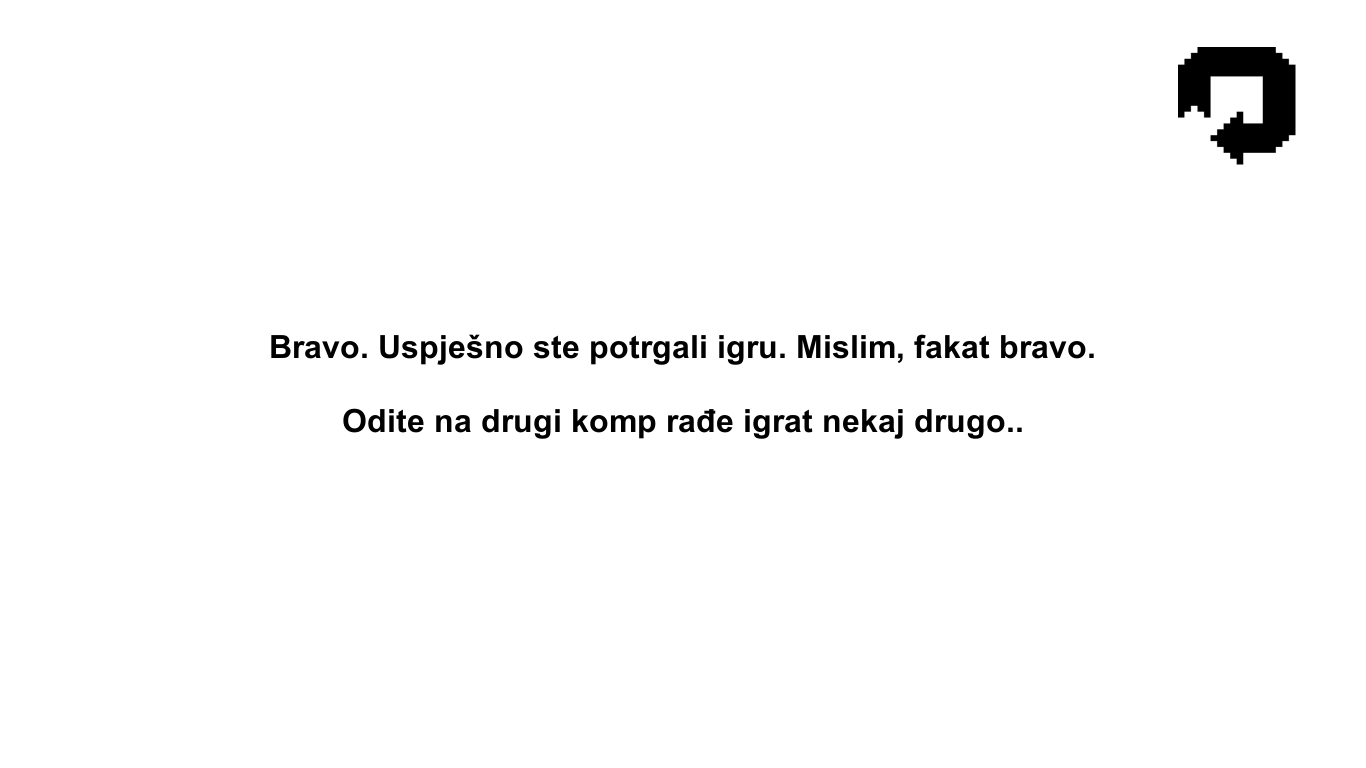 Bravo. Uspješno ste potrgali igru. Mislim, fakat bravo.
Odite na drugi komp rađe igrat nekaj drugo..